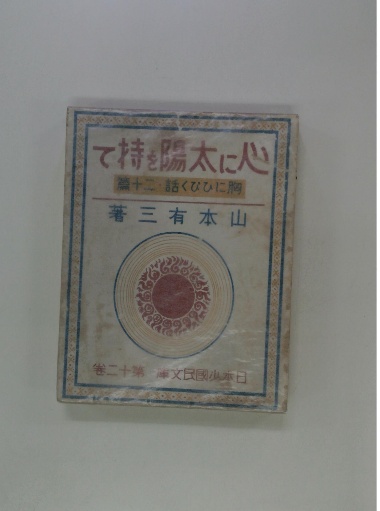 心に太陽を持て
胸にひびく話 二十篇
山本有三著
日本少國民文庫 第十二卷